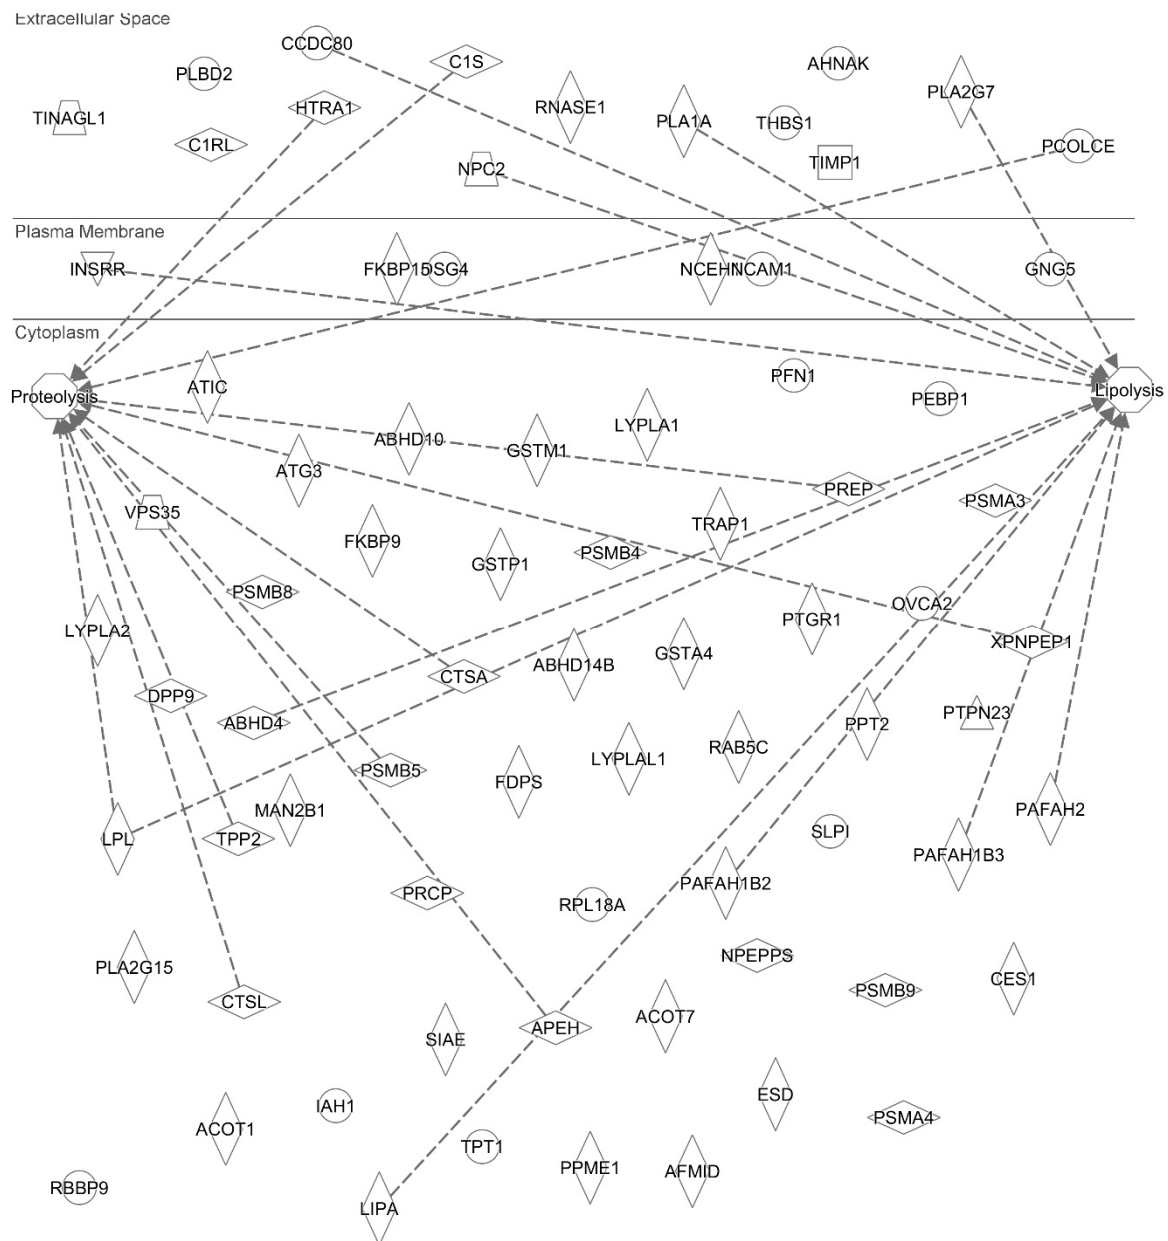 Extracellular Space
CCDC80
C1S
AHNAK
PLBD2
PLA2G7
HTRA1
RNASE1
TINAGL1
PLA1A
THBS1
C1RL
PCOLCE
TIMP1
NPC2
Plasma Membrane
INSRR
FKBP15
DSG4
NCEH1
NCAM1
GNG5
Cytoplasm
PFN1
ATIC
Lipolysis
Proteolysis
PEBP1
LYPLA1
ABHD10
GSTM1
ATG3
PREP
PSMA3
VPS35
TRAP1
FKBP9
PSMB4
GSTP1
PSMB8
OVCA2
PTGR1
LYPLA2
XPNPEP1
GSTA4
ABHD14B
CTSA
DPP9
PTPN23
ABHD4
PPT2
RAB5C
LYPLAL1
PSMB5
FDPS
MAN2B1
PAFAH2
SLPI
LPL
TPP2
PAFAH1B3
PAFAH1B2
PRCP
RPL18A
NPEPPS
PLA2G15
CES1
PSMB9
CTSL
ACOT7
APEH
SIAE
ESD
IAH1
PSMA4
ACOT1
TPT1
PPME1
AFMID
RBBP9
LIPA